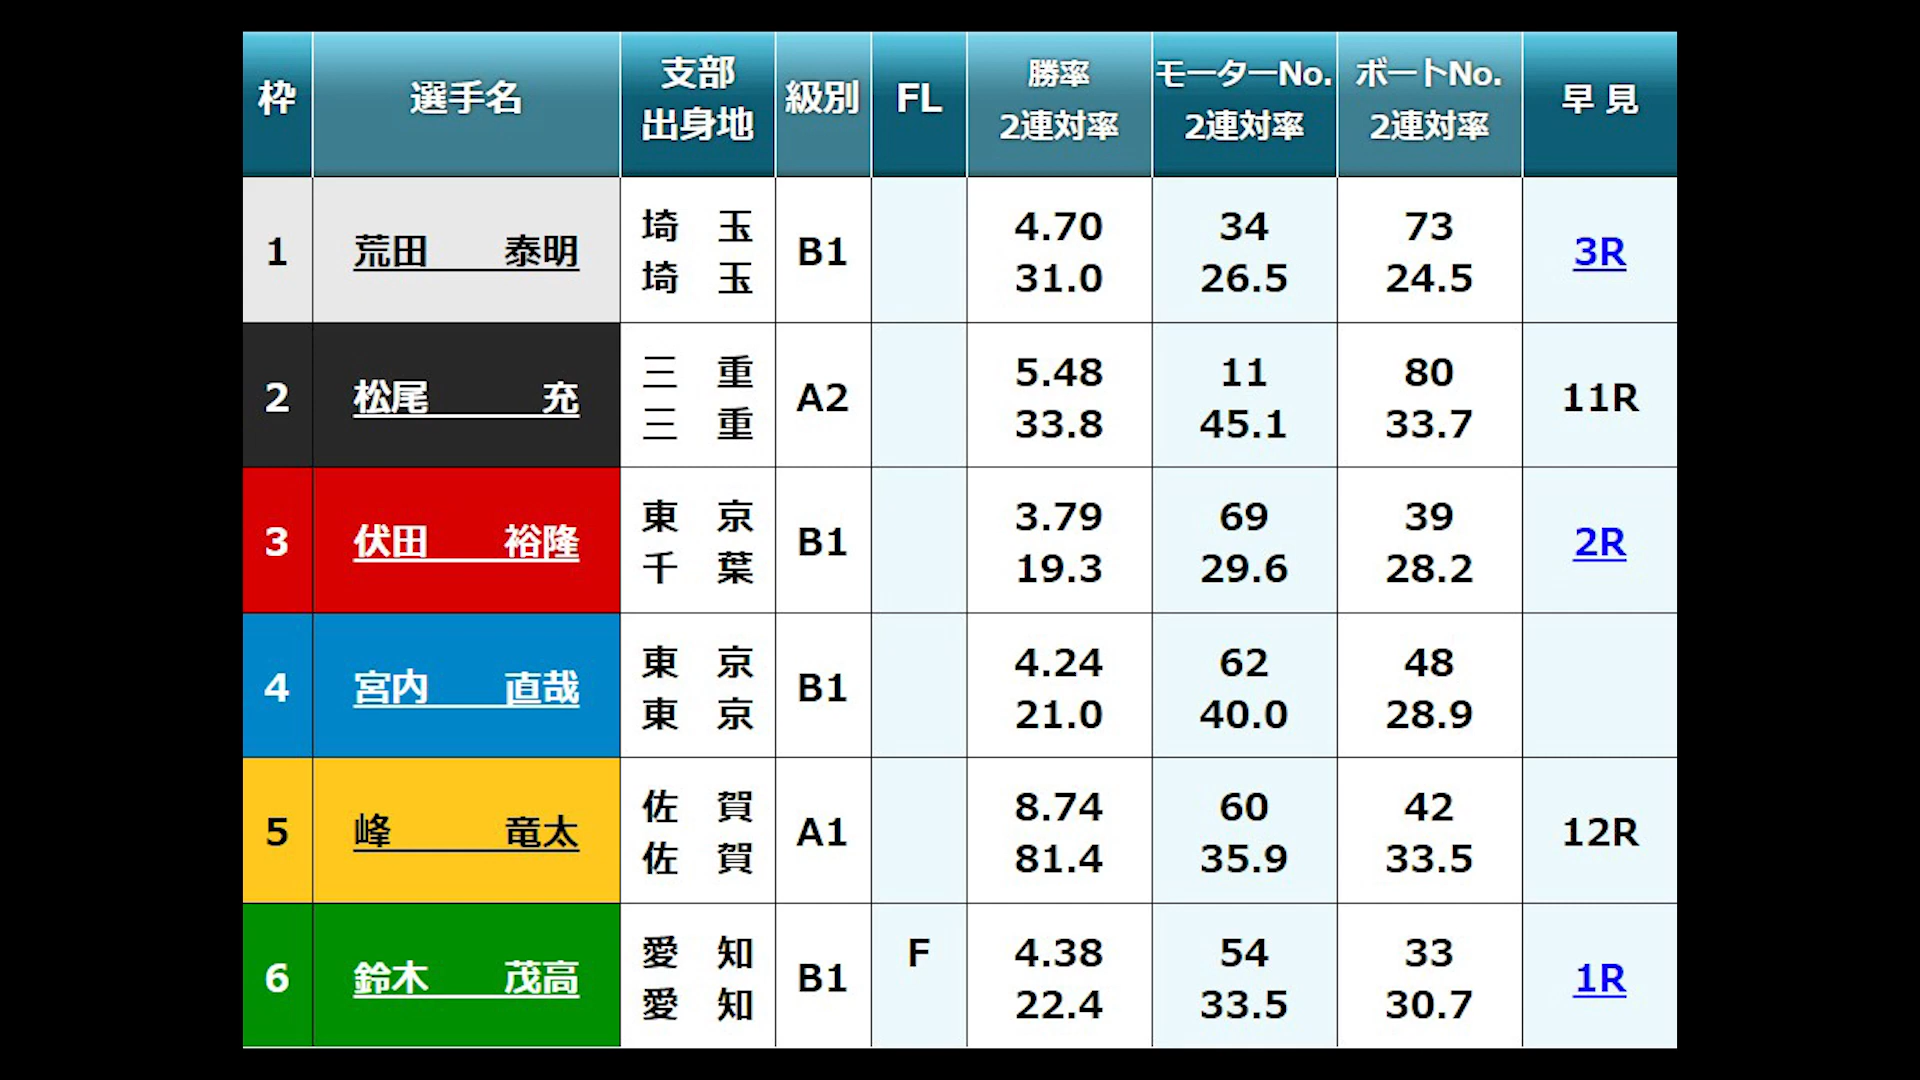 枠 選手名 支部 出身地 級別 FL 勝率 2連対率 モーターNo. 2連対率 ボートNo. 2連対率 早見
1 荒田 泰明 埼玉 B1 4.70 34 73 3R
埼玉 31.0 26.5 24.5
2 松尾 充 三重 A2 5.48 11 80 11R
三重 33.8 45.1 33.7
3 伏田 裕隆 東京 B1 3.79 69 39 2R
千葉 19.3 29.6 28.2
4 宮内 直哉 東京 B1 4.24 62 48
東京 21.0 40.0 28.9
5 峰 竜太 佐賀 A1 8.74 60 42 12R
佐賀 81.4 35.9 33.5
6 鈴木 茂高 愛知 B1 F 4.38 54 33 1R
愛知 22.4 33.5 30.7